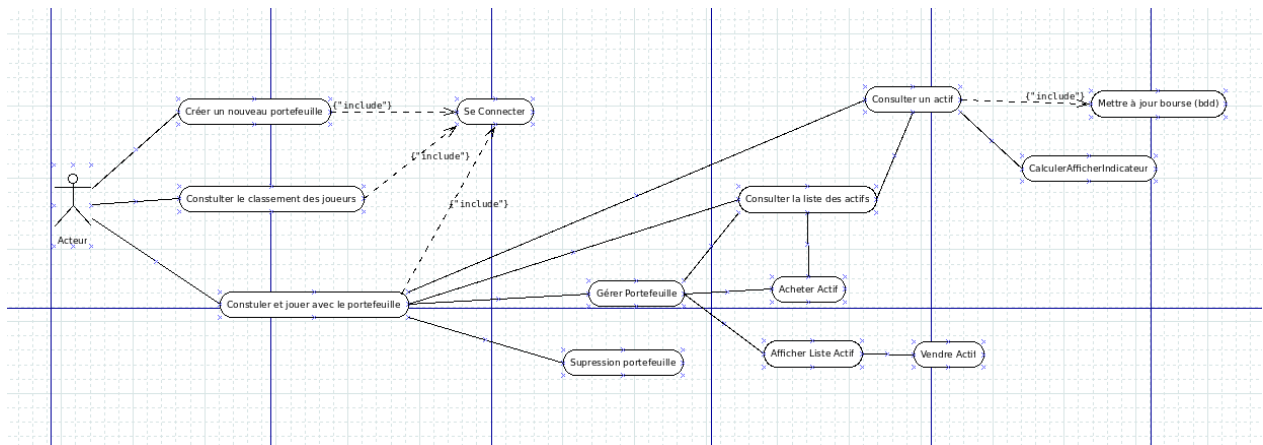 Consulter un actif
{"include"}
Mettre à jour bourse (bdd)
Créer un nouveau portefeuille
{"include"}
Se Connecter
{"include"}
CalculerAfficherIndicateur
Constulter le classement des joueurs
{"include"}
Consulter la liste des actifs
Acteur
Constuler et jouer avec le portefeuille
Gérer Portefeuille
Acheter Actif
Supression portefeuille
Afficher Liste Actif
Vendre Actif